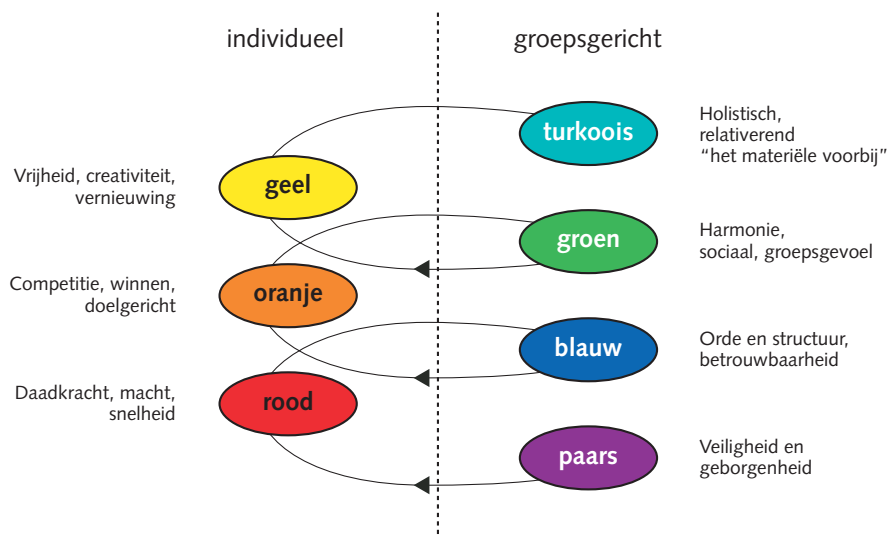 individueel
groepsgericht
turkoois
Holistisch,
relativerend
“het materiële voorbij”
Vrijheid, creativiteit,
vernieuwing
geel
groen
Harmonie,
sociaal, groepsgevoel
Competitie, winnen,
doelgericht
oranje
blauw
Orde en structuur,
betrouwbaarheid
Daadkracht, macht,
snelheid
rood
paars
Veiligheid en
geborgenheid